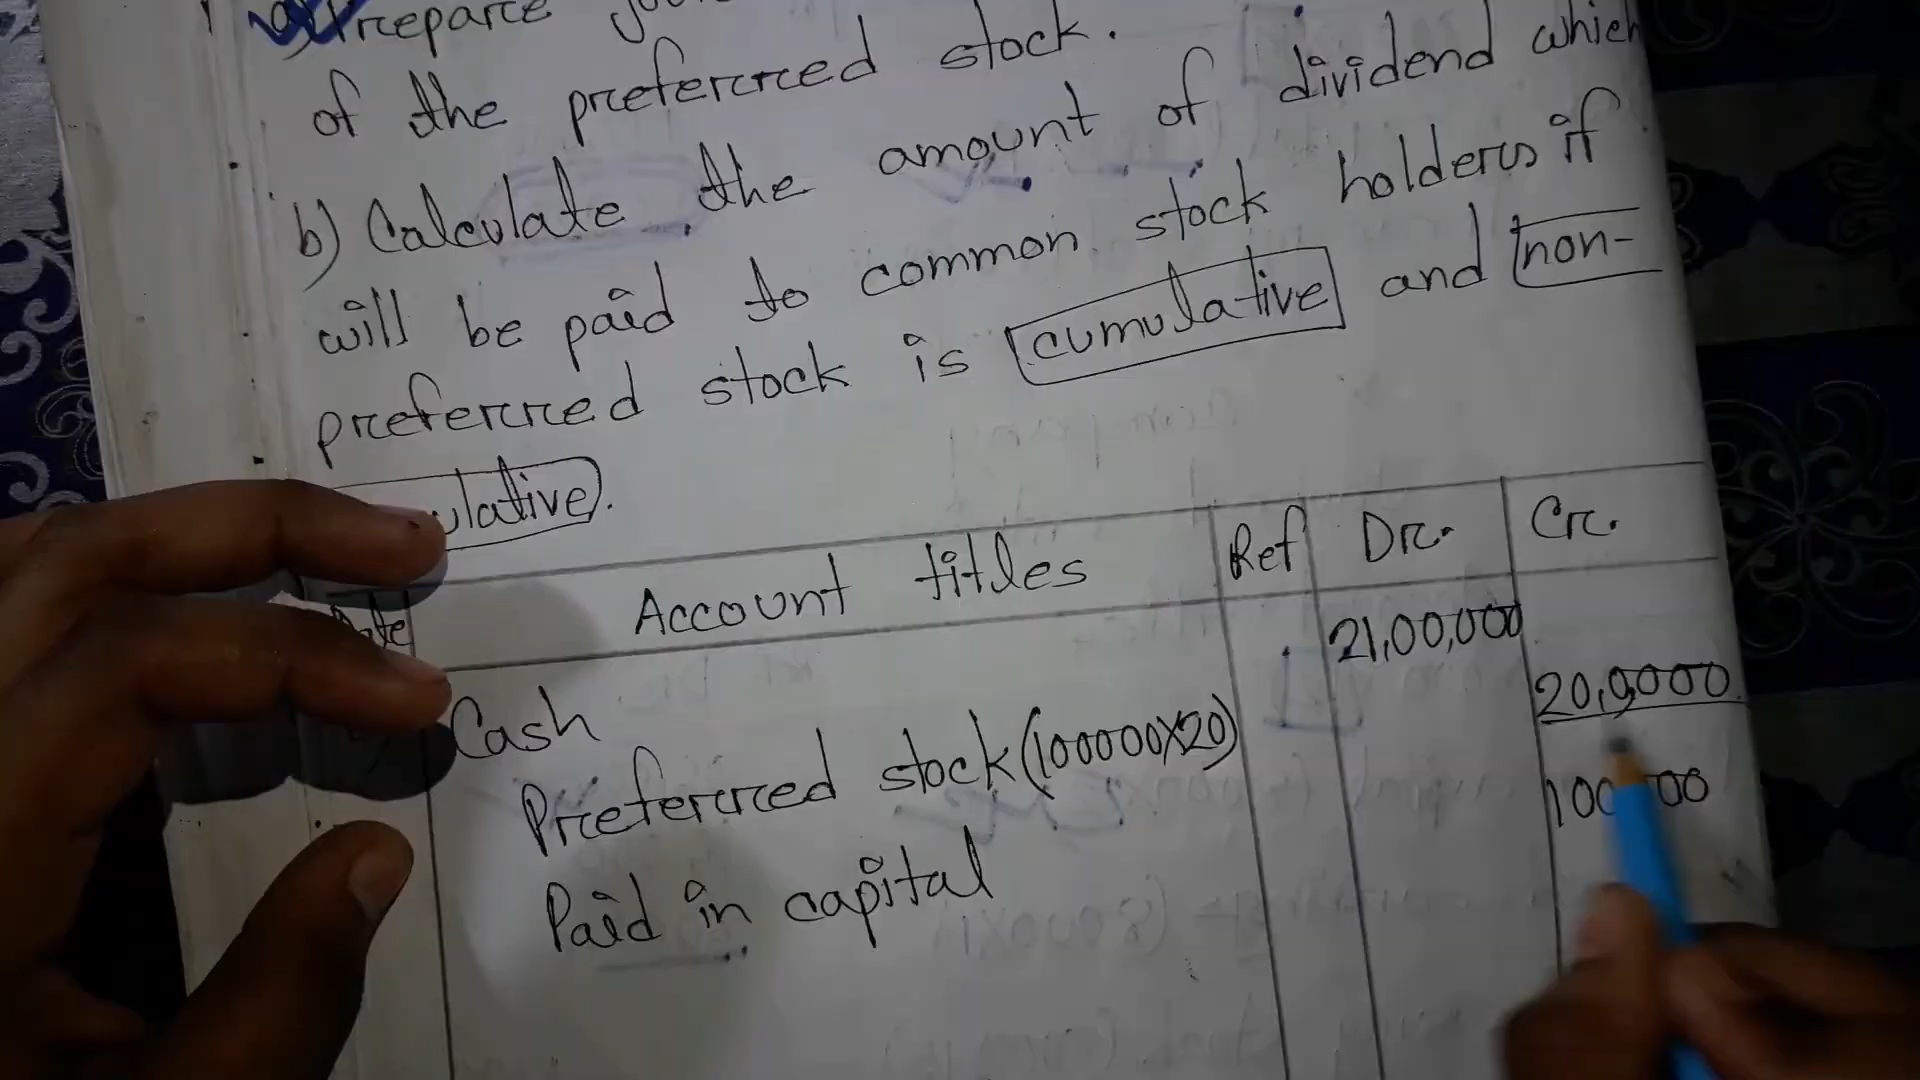 a) Prepare
of the preferred stock.
b) Calculate the amount of dividend which
will be paid to common stock holders if
preferred stock is cumulative and non-
ulative.
Account titles Ref Dr. Cr.
Cash 21,00,000
Preferred stock (100000X20) 20,00000
Paid in capital